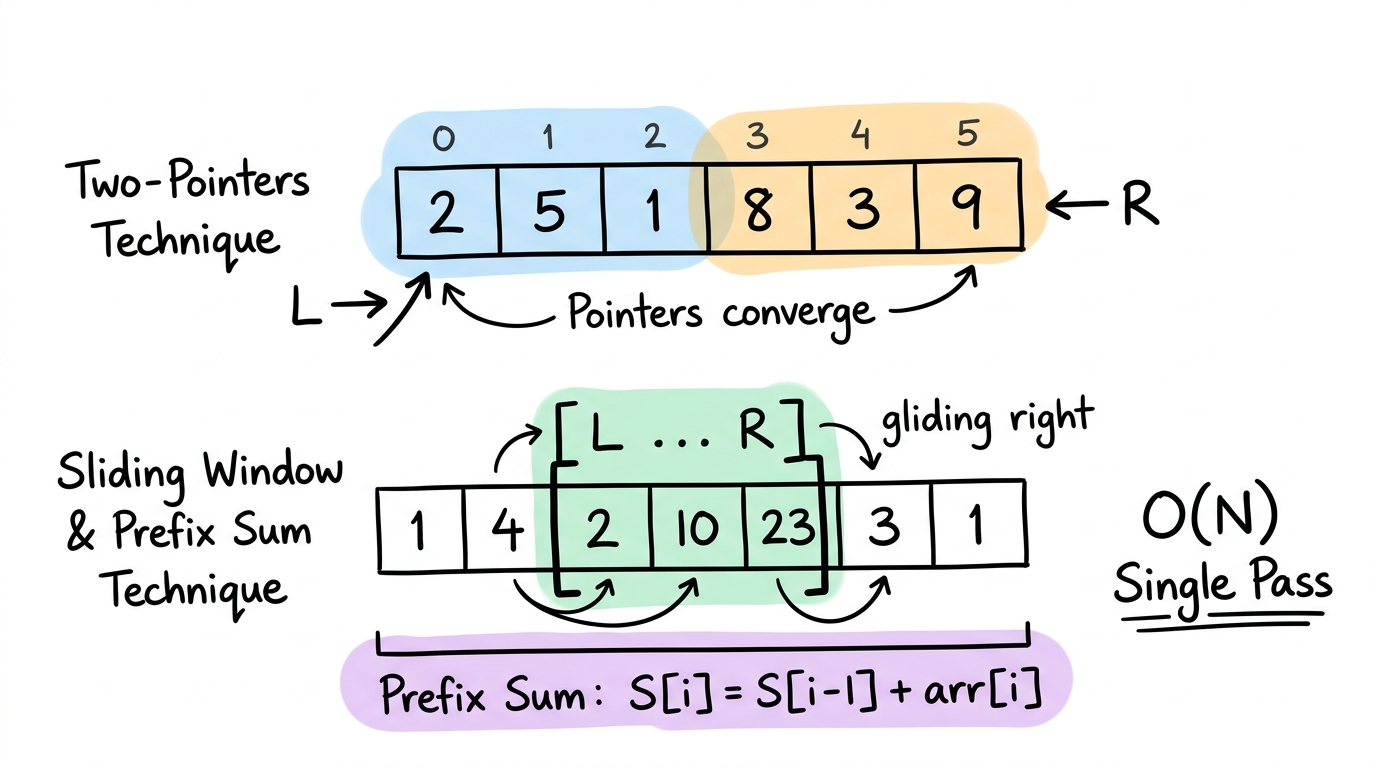 Two-Pointers
Technique
0 1 2 3 4 5
2 5 1 8 3 9
R
L
Pointers converge
Sliding Window
& Prefix Sum
Technique
[L ... R]
gliding right
1 4 2 10 23 3 1
O(N)
Single Pass
Prefix Sum: S[i] = S[i-1] + arr[i]